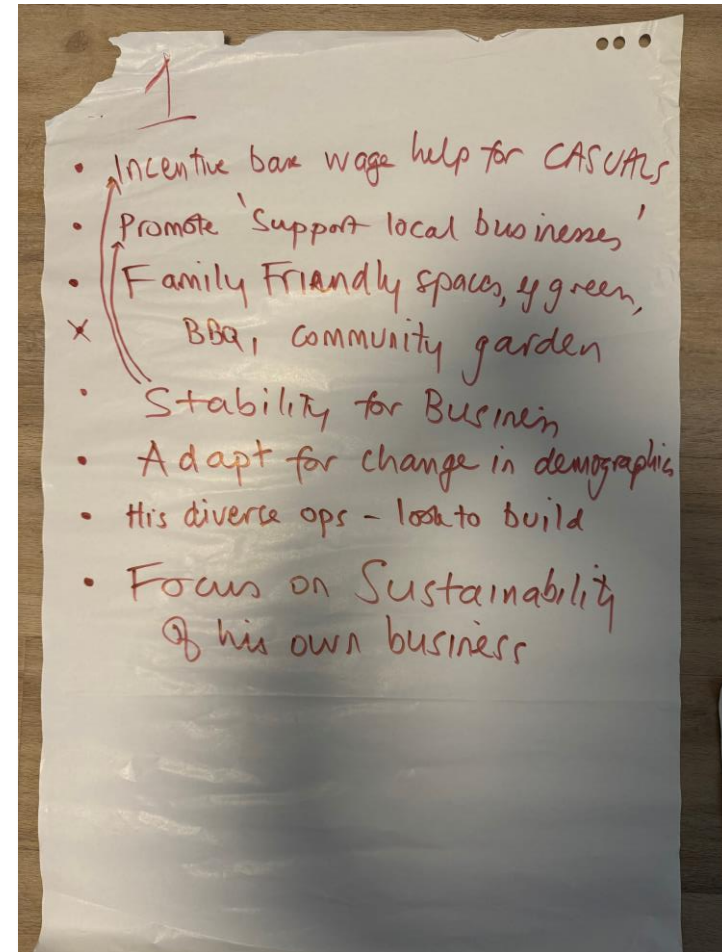 1
• Incentive base wage help for CASUALS
• Promote 'Support local businesses'
• Family Friendly spaces, eg green,
× BBQ, community garden
• Stability for Business
• Adapt for change in demographics
• His diverse ops - look to build
• Focus on Sustainability
of his own business